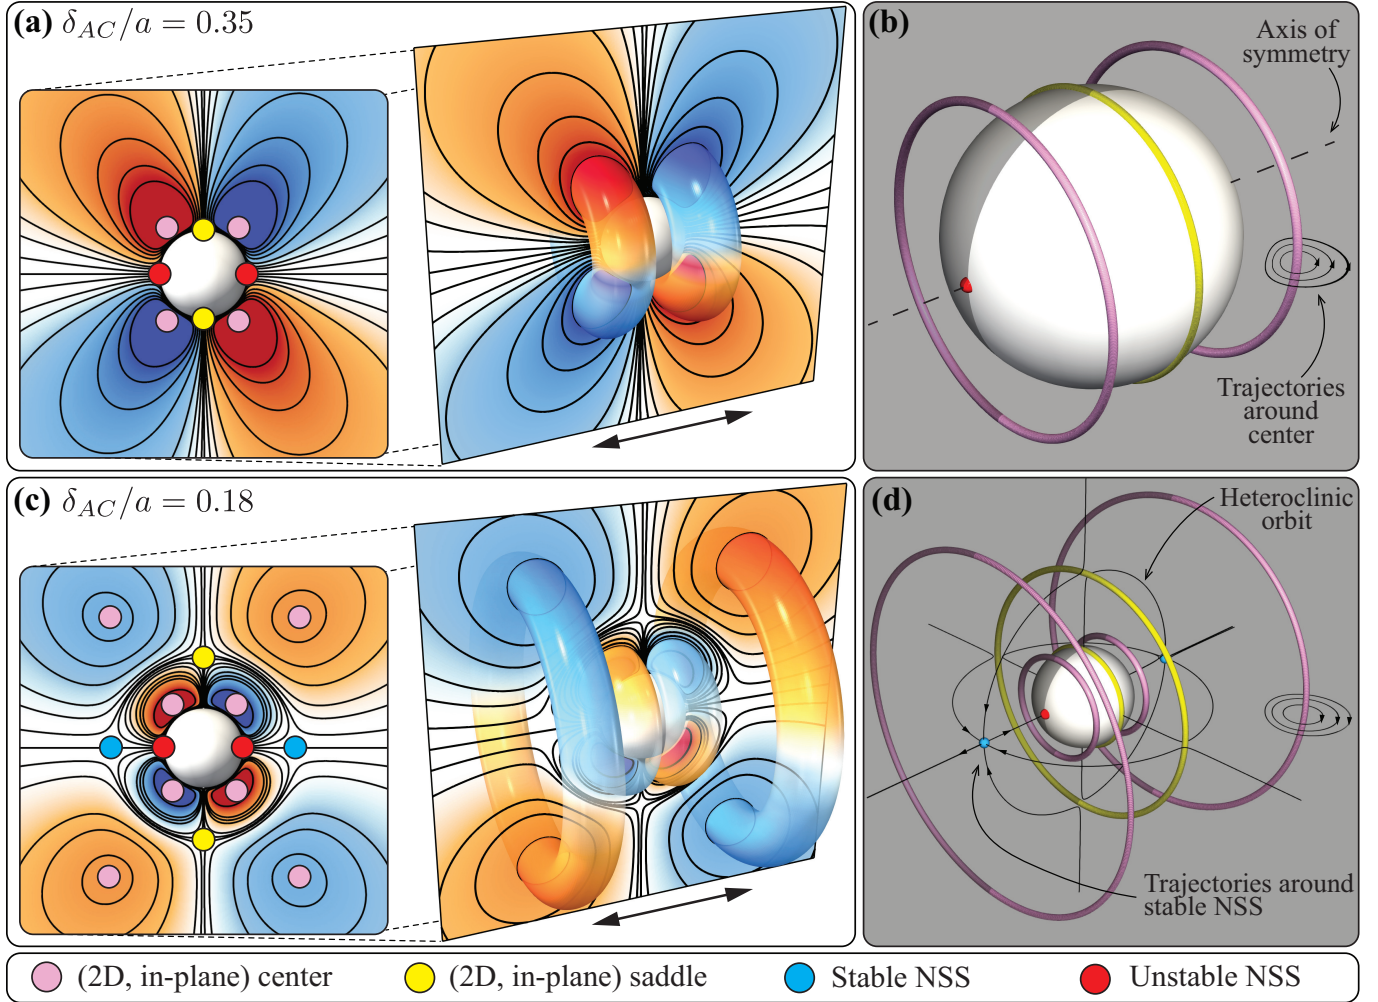 (a) δ_AC/a = 0.35
(b)
Axis of
symmetry
Trajectories
around
center
(c) δ_AC/a = 0.18
(d)
Heteroclinic
orbit
Trajectories around
stable NSS
(2D, in-plane) center
(2D, in-plane) saddle
Stable NSS
Unstable NSS